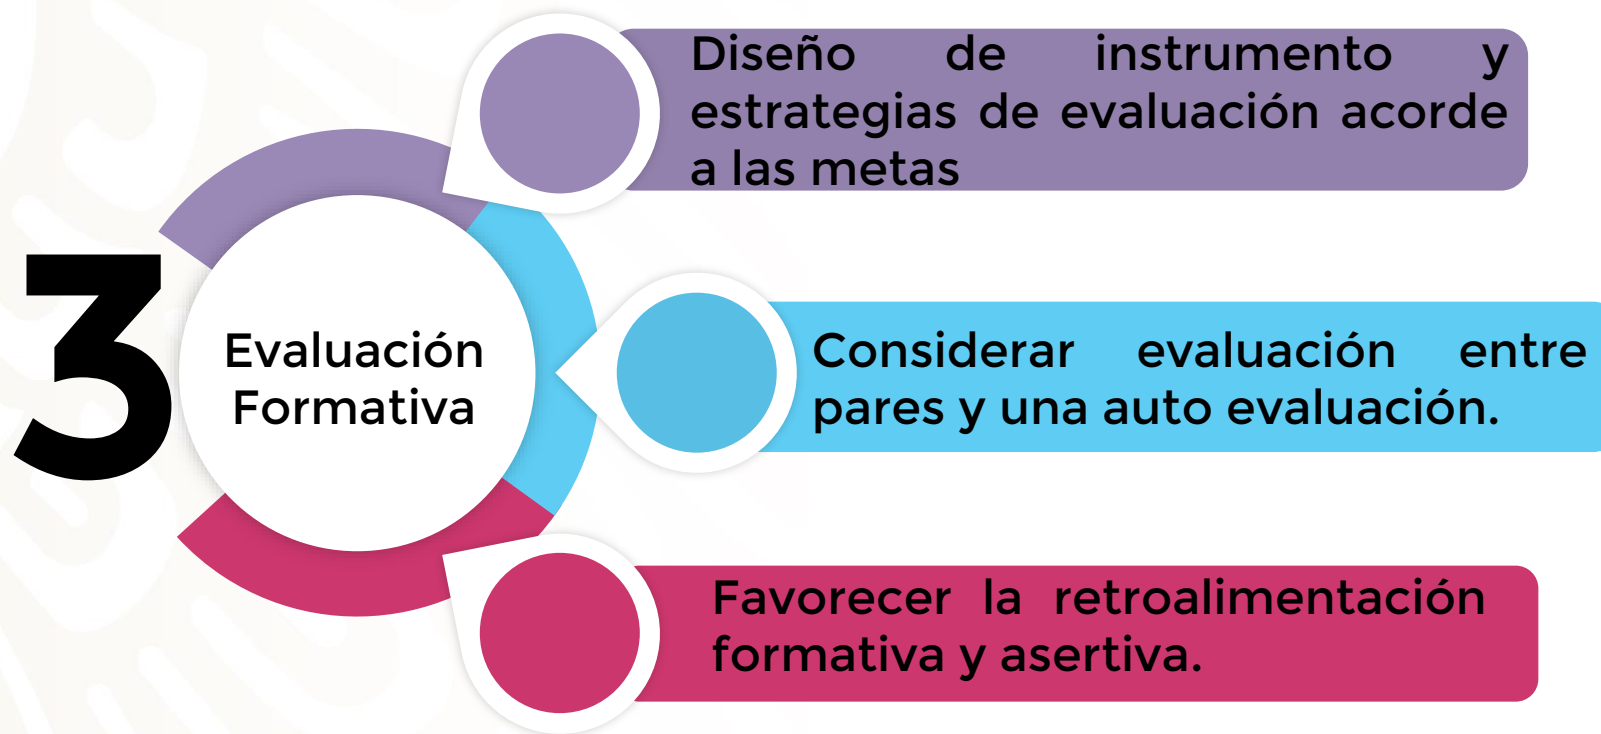 3
Evaluación
Formativa
Diseño de instrumento y
estrategias de evaluación acorde
a las metas
Considerar evaluación entre
pares y una auto evaluación.
Favorecer la retroalimentación
formativa y asertiva.